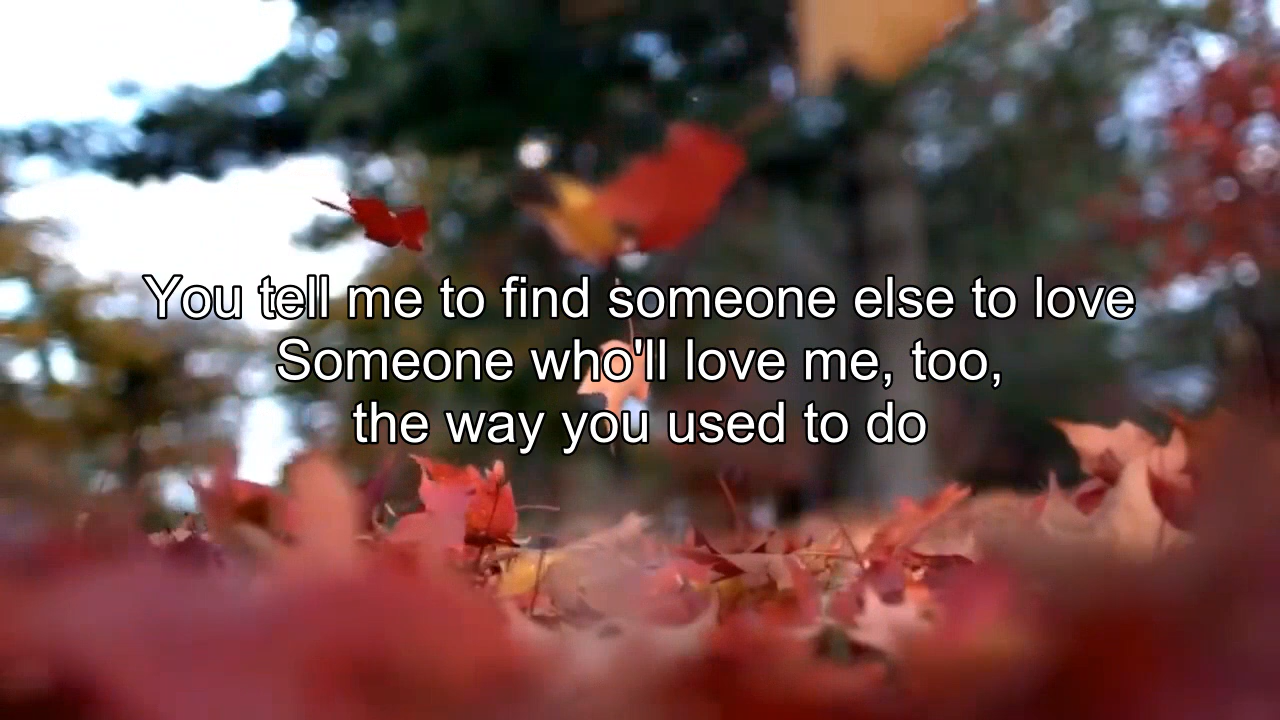 You tell me to find someone else to love
Someone who'll love me, too,
the way you used to do